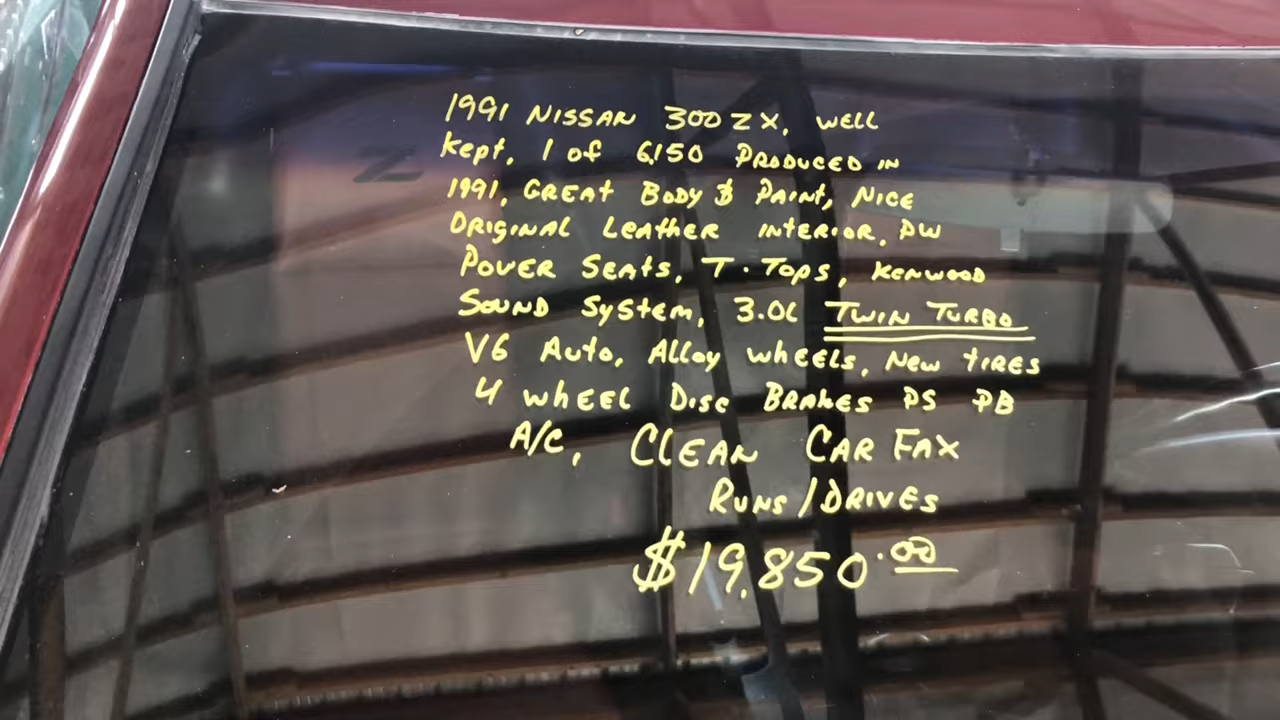 1991 NISSAN 300ZX, WELL
Kept, 1 of 6,150 PRODUCED IN
1991, GREAT BODY & PAINT, NICE
ORIGINAL LEATHER INTERIOR, PW
POWER SEATS, T-TOPS, KENWOOD
SOUND SYSTEM, 3.0L TWIN TURBO
V6 AUTO, ALLOY WHEELS, NEW TIRES
4 WHEEL DISC BRAKES PS PB
A/C, CLEAN CAR FAX
RUNS/DRIVES
$19,850.00